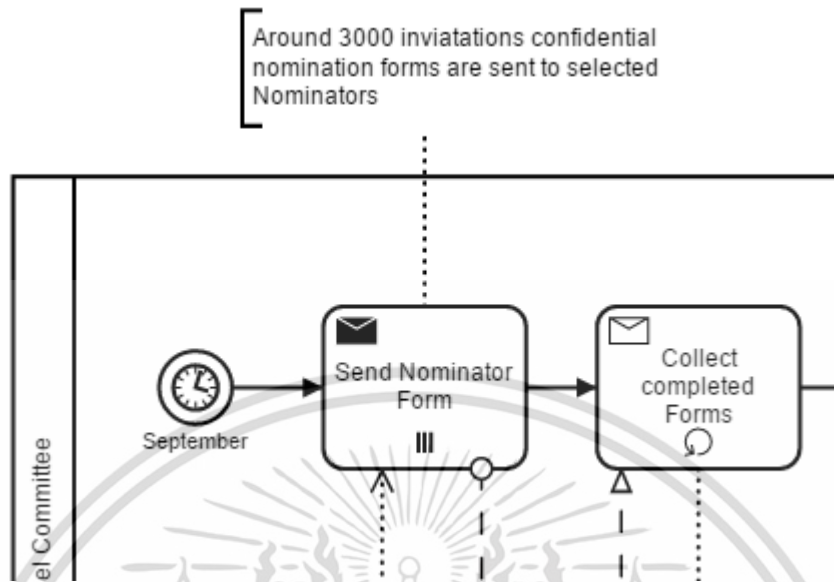 Around 3000 inviatations confidential
nomination forms are sent to selected
Nominators
Send Nominator
Form
Collect
completed
Forms
September
el Committee